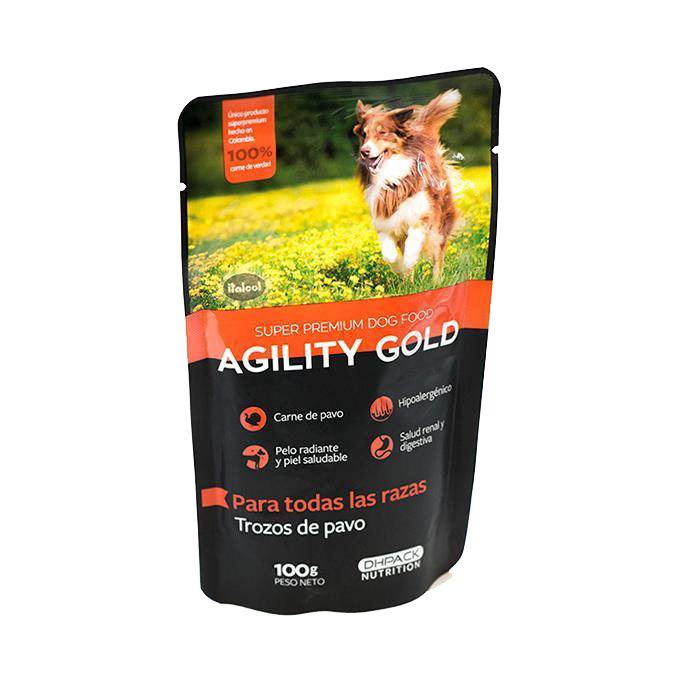 Único producto
súperpremium
hecho en
Colombia.
100%
carne de verdad
italcol
SUPER PREMIUM DOG FOOD
AGILITY GOLD
Carne de pavo
Hipoalergénico
Pelo radiante
y piel saludable
Salud renal y
digestiva
Para todas las razas
Trozos de pavo
100g
PESO NETO
DHPACK
NUTRITION